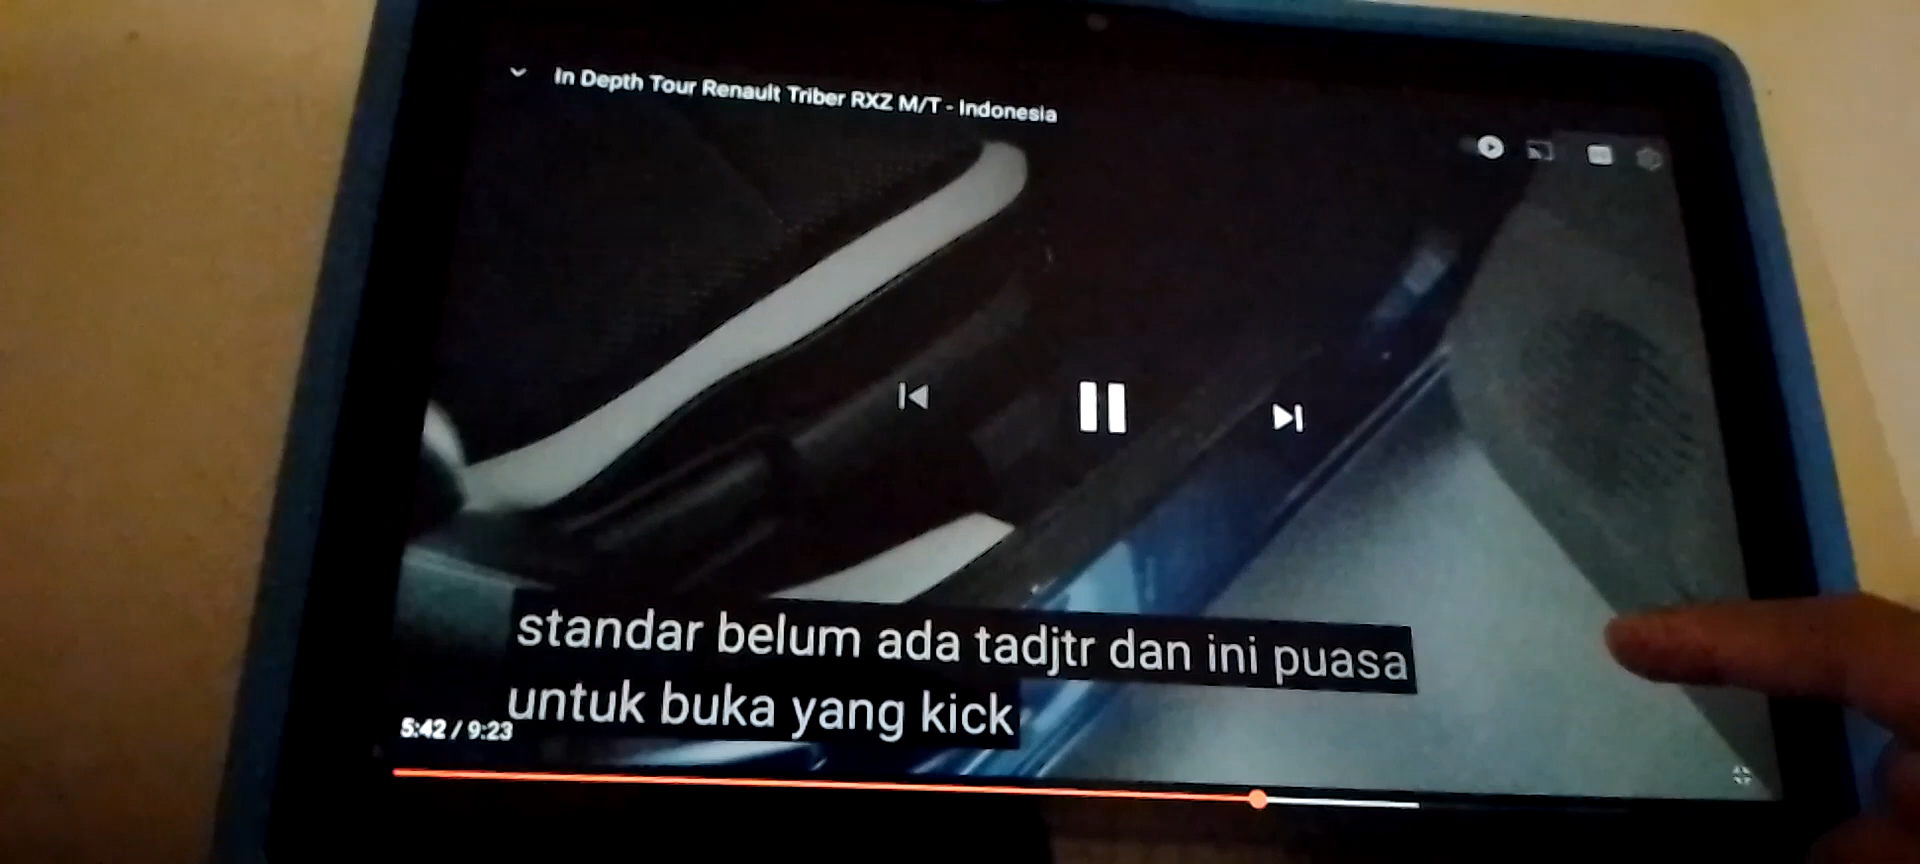 In Depth Tour Renault Triber RXZ M/T - Indonesia
standar belum ada tadjtr dan ini puasa
untuk buka yang kick
5:42 / 9:23